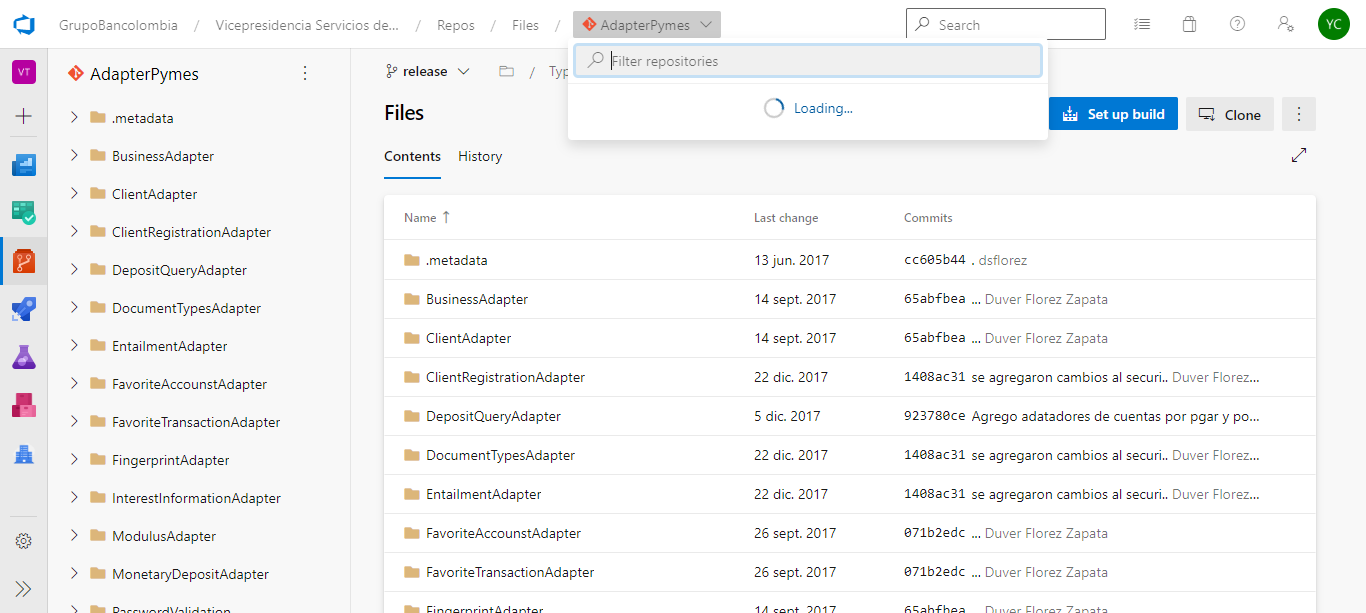 GrupoBancolombia / Vicepresidencia Servicios de... / Repos / Files / AdapterPymes
Search
YC
VT
AdapterPymes
.metadata
BusinessAdapter
ClientAdapter
ClientRegistrationAdapter
DepositQueryAdapter
DocumentTypesAdapter
EntailmentAdapter
FavoriteAccounstAdapter
FavoriteTransactionAdapter
FingerprintAdapter
InterestInformationAdapter
ModulusAdapter
MonetaryDepositAdapter
PasswordValidation
release / Typ
Filter repositories
Loading...
Files
Set up build
Clone
Contents History
Name ↑ Last change Commits
.metadata 13 jun. 2017 cc605b44 . dsflorez
BusinessAdapter 14 sept. 2017 65abfbea ... Duver Florez Zapata
ClientAdapter 14 sept. 2017 65abfbea ... Duver Florez Zapata
ClientRegistrationAdapter 22 dic. 2017 1408ac31 se agregaron cambios al securi.. Duver Florez...
DepositQueryAdapter 5 dic. 2017 923780ce Agrego adatadores de cuentas por pgar y po...
DocumentTypesAdapter 22 dic. 2017 1408ac31 se agregaron cambios al securi.. Duver Florez...
EntailmentAdapter 22 dic. 2017 1408ac31 se agregaron cambios al securi.. Duver Florez...
FavoriteAccounstAdapter 26 sept. 2017 071b2edc ... Duver Florez Zapata
FavoriteTransactionAdapter 26 sept. 2017 071b2edc ... Duver Florez Zapata
FingerprintAdapter 14 sept. 2017 65abfbea ... Duver Florez Zapata